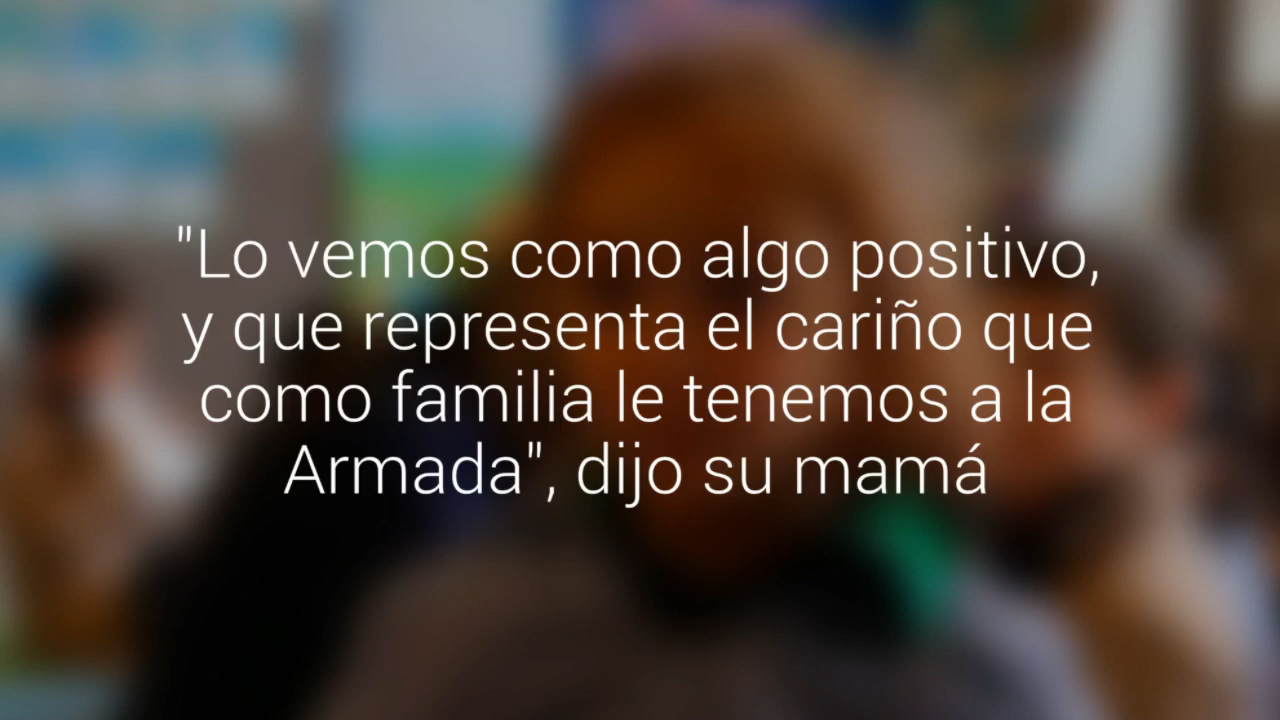 "Lo vemos como algo positivo,
y que representa el cariño que
como familia le tenemos a la
Armada", dijo su mamá